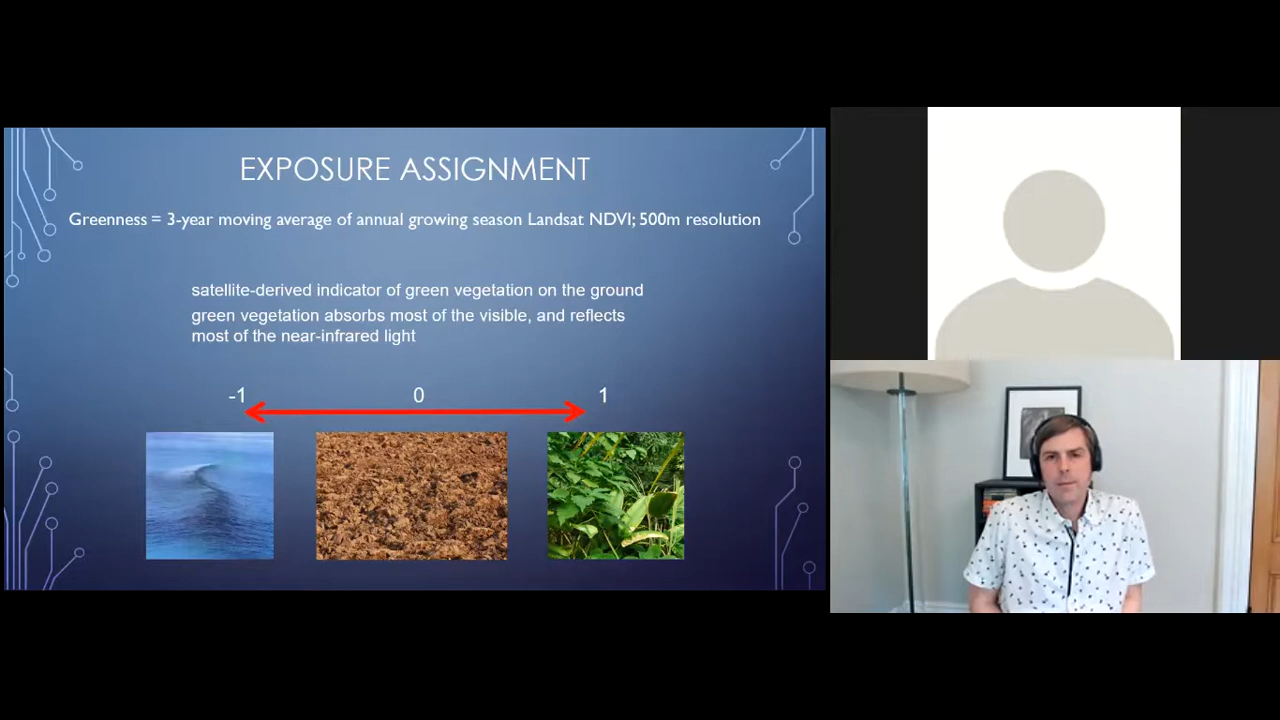 EXPOSURE ASSIGNMENT
Greenness = 3-year moving average of annual growing season Landsat NDVI; 500m resolution
satellite-derived indicator of green vegetation on the ground
green vegetation absorbs most of the visible, and reflects
most of the near-infrared light
-1 0 1